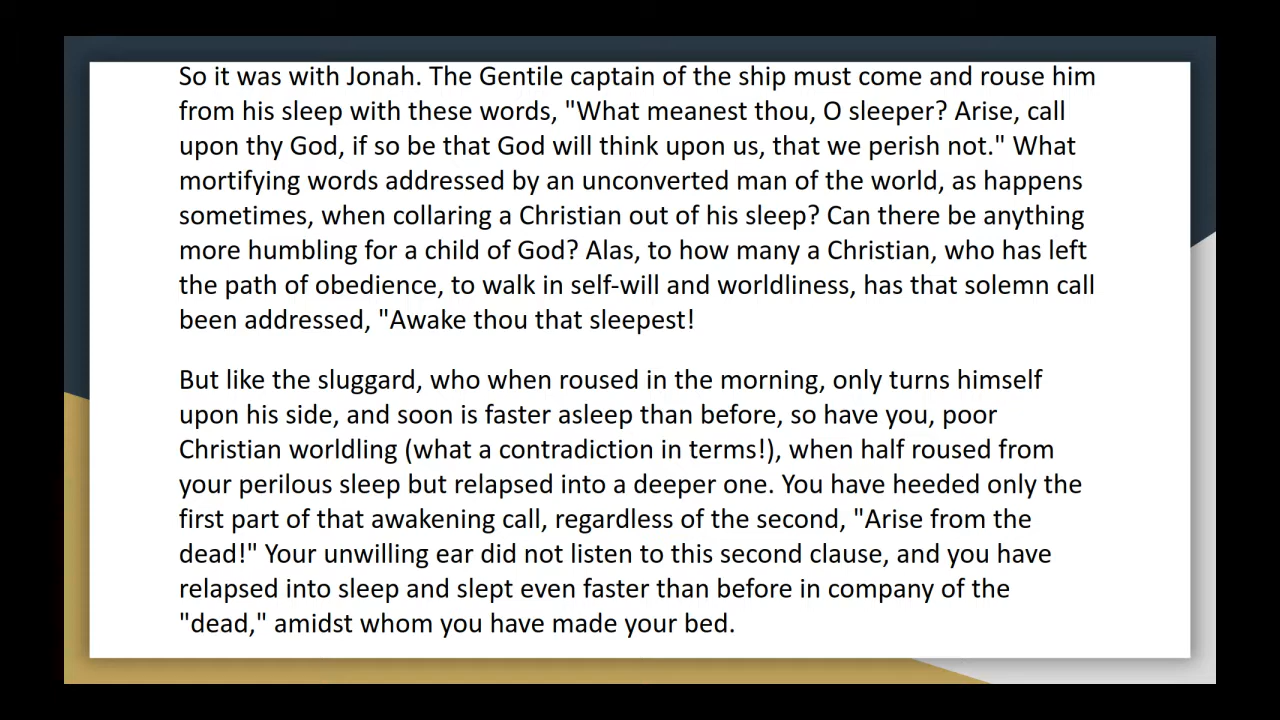 So it was with Jonah. The Gentile captain of the ship must come and rouse him
from his sleep with these words, "What meanest thou, O sleeper? Arise, call
upon thy God, if so be that God will think upon us, that we perish not." What
mortifying words addressed by an unconverted man of the world, as happens
sometimes, when collaring a Christian out of his sleep? Can there be anything
more humbling for a child of God? Alas, to how many a Christian, who has left
the path of obedience, to walk in self-will and worldliness, has that solemn call
been addressed, "Awake thou that sleepest!
But like the sluggard, who when roused in the morning, only turns himself
upon his side, and soon is faster asleep than before, so have you, poor
Christian worldling (what a contradiction in terms!), when half roused from
your perilous sleep but relapsed into a deeper one. You have heeded only the
first part of that awakening call, regardless of the second, "Arise from the
dead!" Your unwilling ear did not listen to this second clause, and you have
relapsed into sleep and slept even faster than before in company of the
"dead," amidst whom you have made your bed.